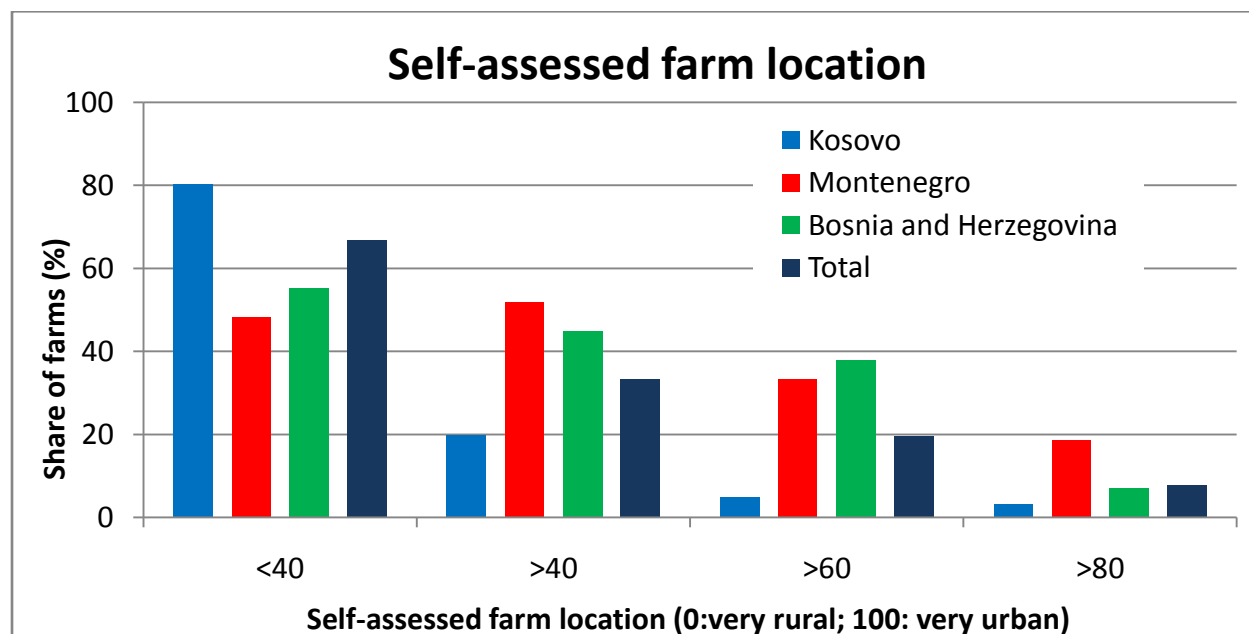 Self-assessed farm location
100
80
60
40
20
0
Share of farms (%)
Kosovo
Montenegro
Bosnia and Herzegovina
Total
<40
>40
>60
>80
Self-assessed farm location (0:very rural; 100: very urban)